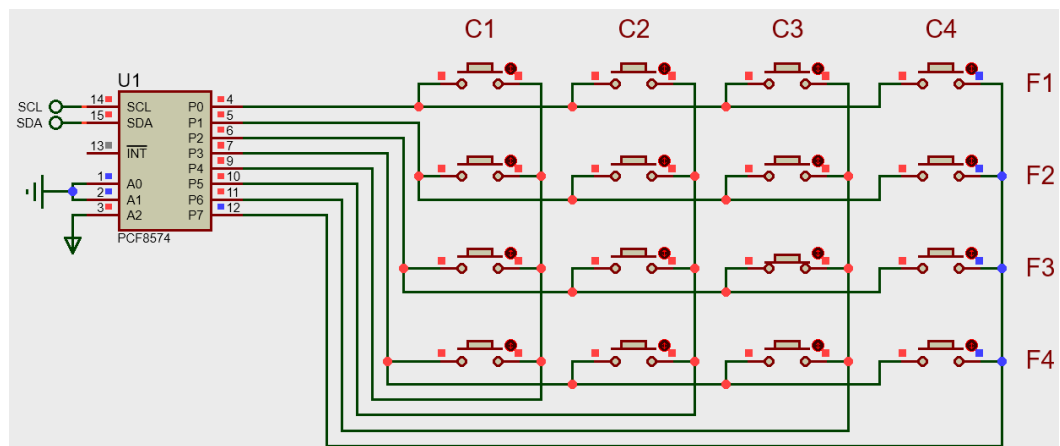 C1 C2 C3 C4
F1
U1
SCL 14 SCL P0 4
SDA 15 SDA P1 5
P2 6
13 INT P3 7
P4 9
1 A0 P5 10
2 A1 P6 11
3 A2 P7 12
PCF8574
F2
F3
F4